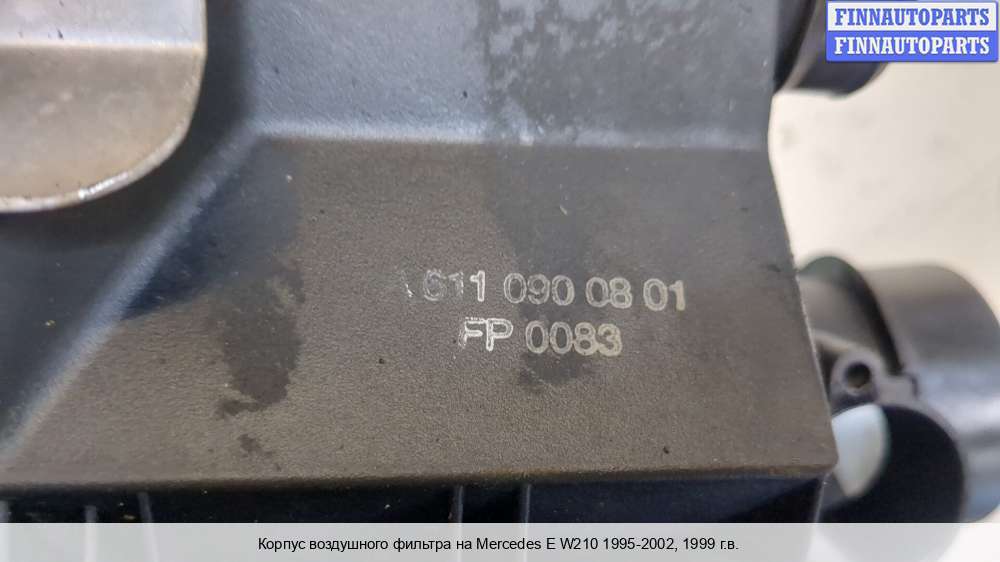 FINNAUTOPARTS
FINNAUTOPARTS
611 090 08 01
FP 0083
Корпус воздушного фильтра на Mercedes E W210 1995-2002, 1999 г.в.